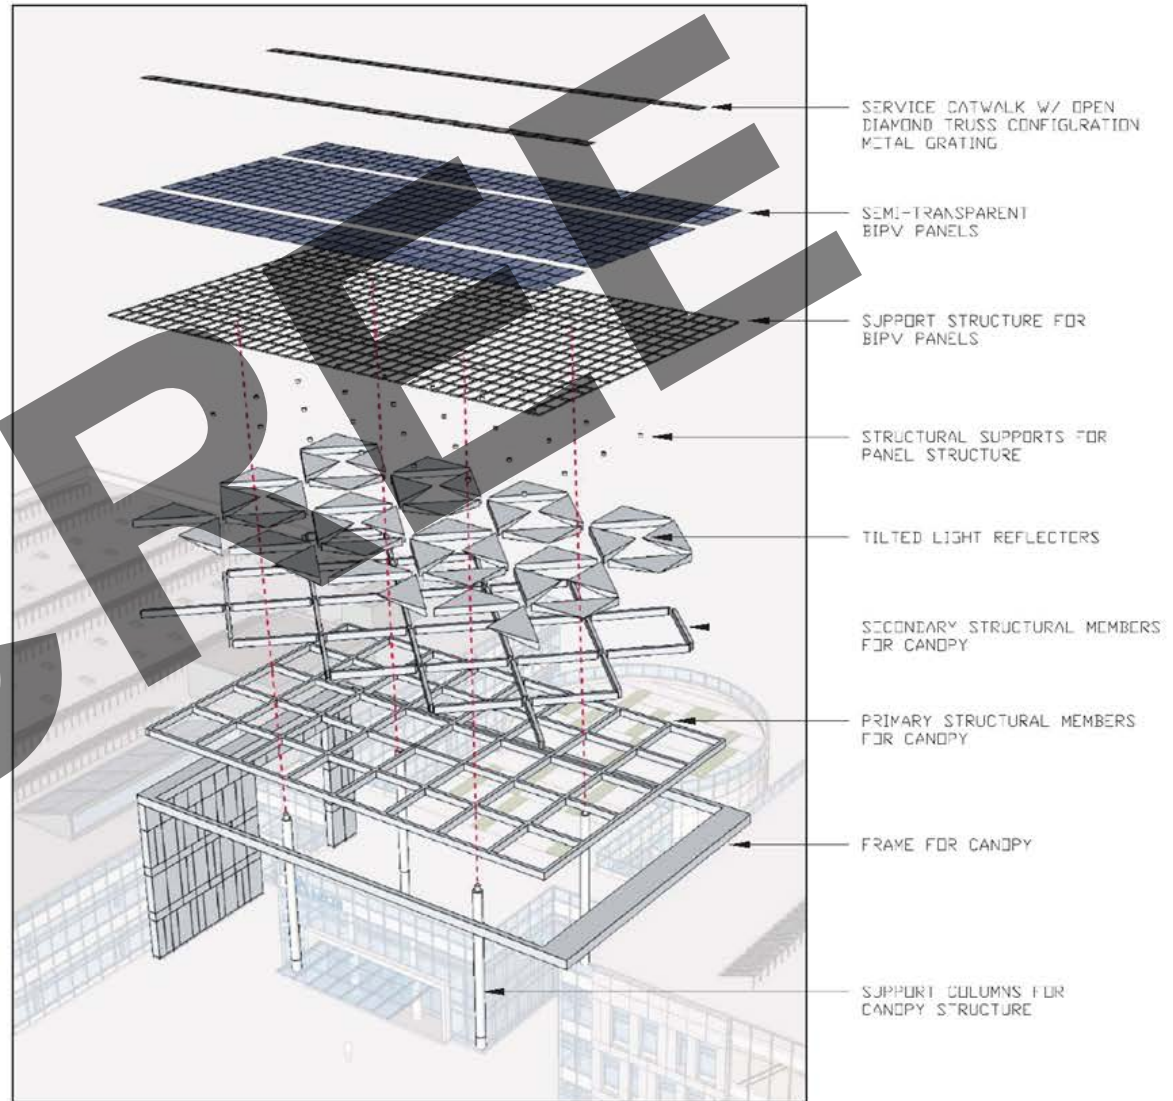 SERVICE CATWALK W/ OPEN
DIAMOND TRUSS CONFIGURATION
METAL GRATING
SEMI-TRANSPARENT
BIPV PANELS
SUPPORT STRUCTURE FOR
BIPV PANELS
STRUCTURAL SUPPORTS FOR
PANEL STRUCTURE
TILTED LIGHT REFLECTORS
SECONDARY STRUCTURAL MEMBERS
FOR CANOPY
PRIMARY STRUCTURAL MEMBERS
FOR CANOPY
FRAME FOR CANOPY
SUPPORT COLUMNS FOR
CANOPY STRUCTURE